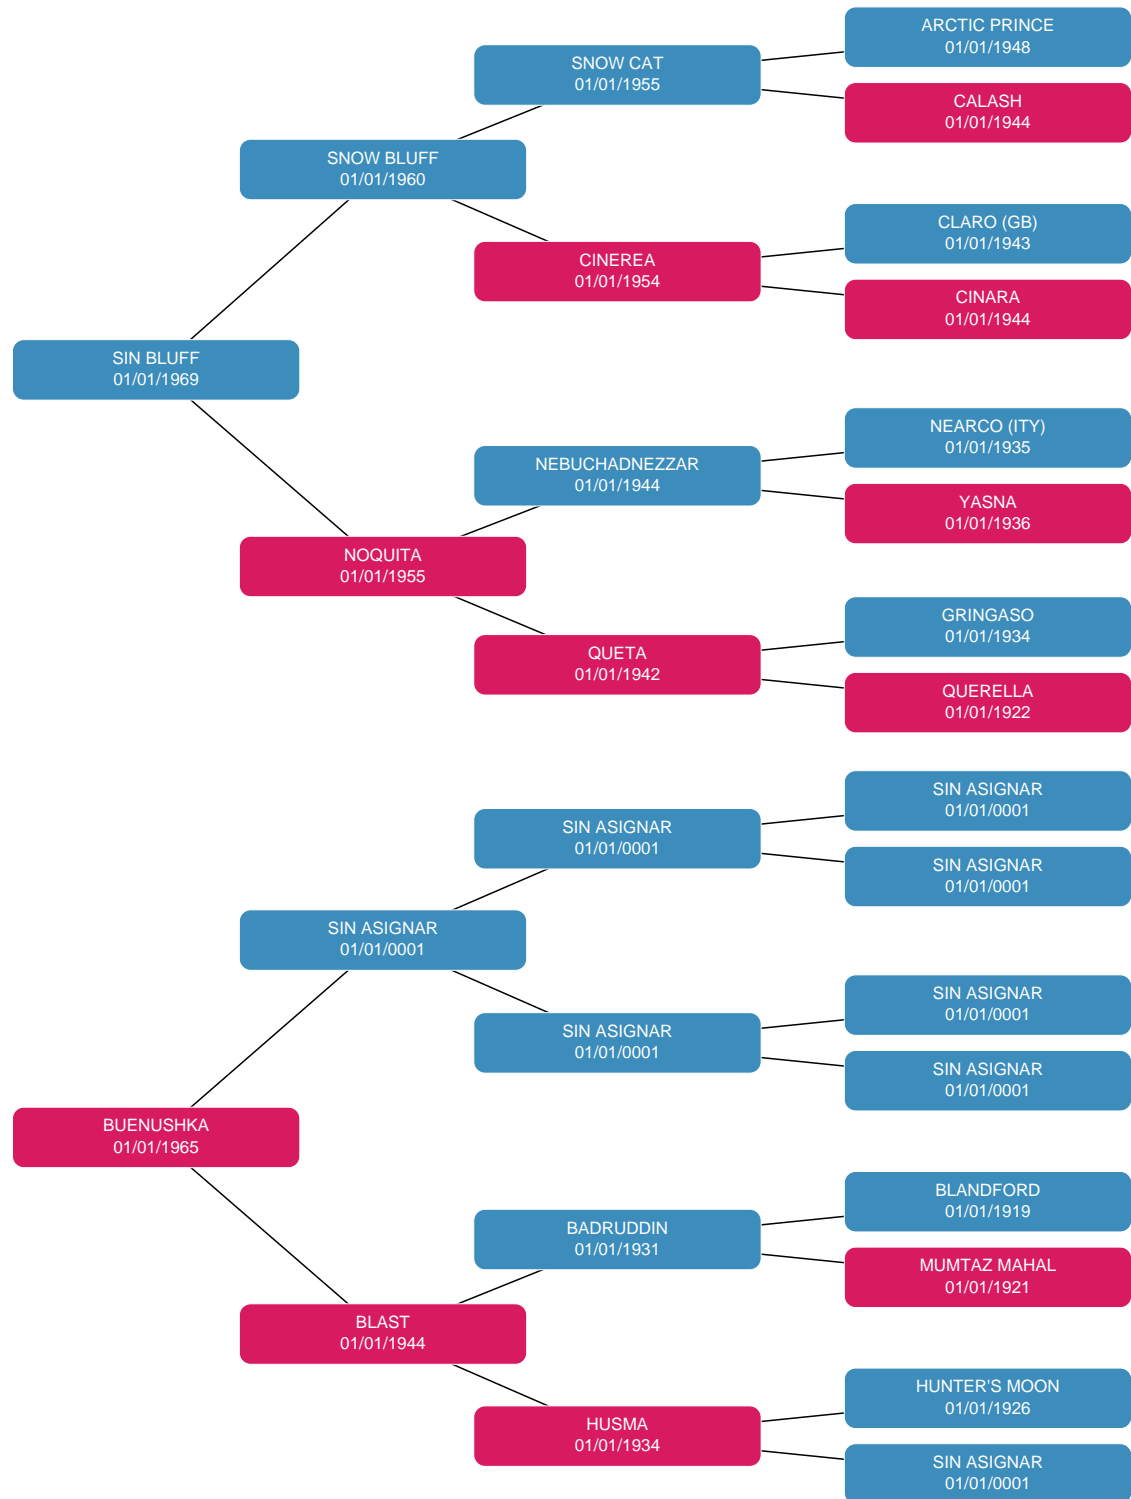 ARCTIC PRINCE
01/01/1948
SNOW CAT
01/01/1955
CALASH
01/01/1944
SNOW BLUFF
01/01/1960
CLARO (GB)
01/01/1943
CINEREA
01/01/1954
CINARA
01/01/1944
SIN BLUFF
01/01/1969
NEARCO (ITY)
01/01/1935
NEBUCHADNEZZAR
01/01/1944
YASNA
01/01/1936
NOQUITA
01/01/1955
GRINGASO
01/01/1934
QUETA
01/01/1942
QUERELLA
01/01/1922
SIN ASIGNAR
01/01/0001
SIN ASIGNAR
01/01/0001
SIN ASIGNAR
01/01/0001
SIN ASIGNAR
01/01/0001
SIN ASIGNAR
01/01/0001
SIN ASIGNAR
01/01/0001
SIN ASIGNAR
01/01/0001
BUENUSHKA
01/01/1965
BLANDFORD
01/01/1919
BADRUDDIN
01/01/1931
MUMTAZ MAHAL
01/01/1921
BLAST
01/01/1944
HUNTER'S MOON
01/01/1926
HUSMA
01/01/1934
SIN ASIGNAR
01/01/0001